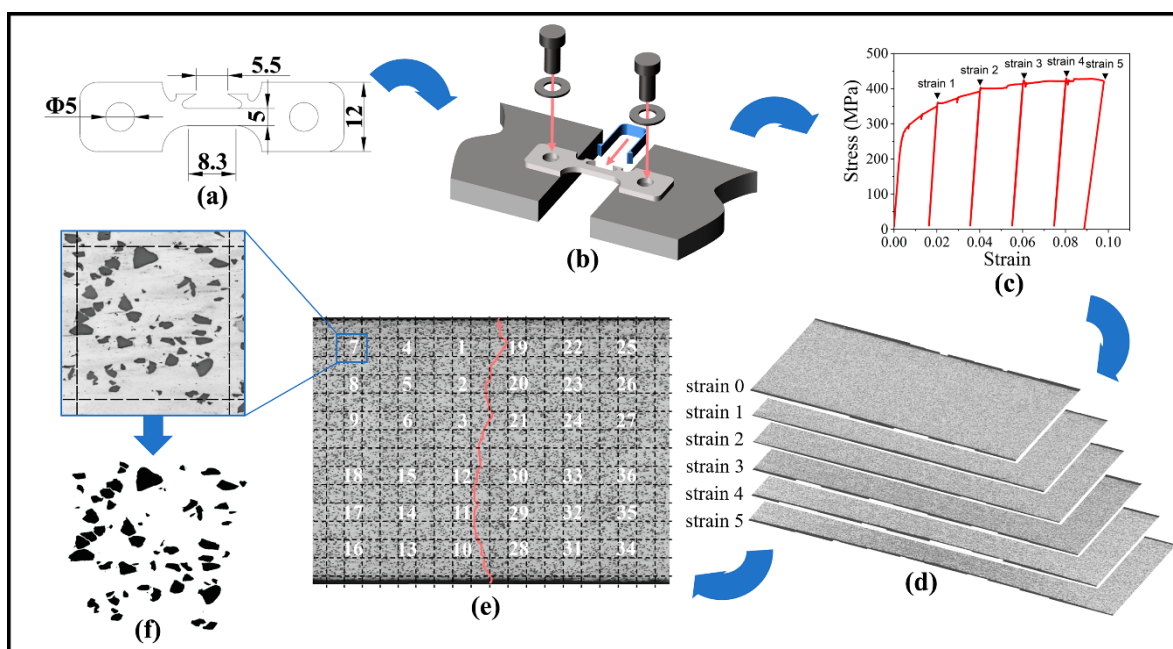 5.5
Φ5
5
12
8.3
(a)
(b)
500
400
300
200
100
0
Stress (MPa)
strain 1
strain 2
strain 3
strain 4
strain 5
0.00 0.02 0.04 0.06 0.08 0.10
Strain
(c)
strain 0
strain 1
strain 2
strain 3
strain 4
strain 5
(d)
7 4 1 19 22 25
8 5 2 20 23 26
9 6 3 21 24 27
18 15 12 30 33 36
17 14 11 29 32 35
16 13 10 28 31 34
(e)
(f)